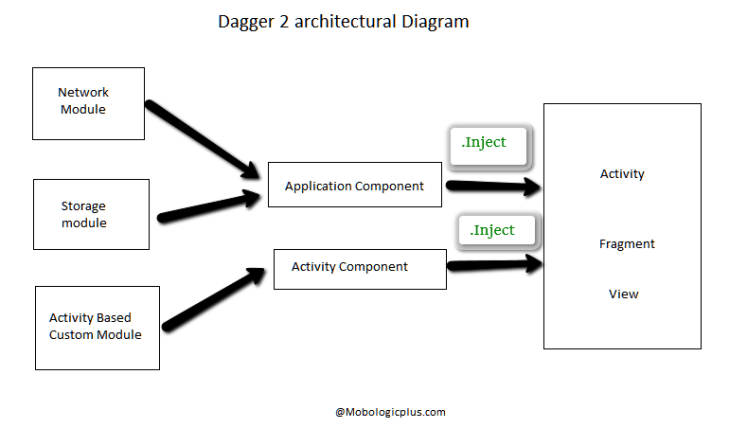 Dagger 2 architectural Diagram
Network
Module
Storage
module
Activity Based
Custom Module
Application Component
Activity Component
.Inject
.Inject
Activity
Fragment
View
@Mobologicplus.com